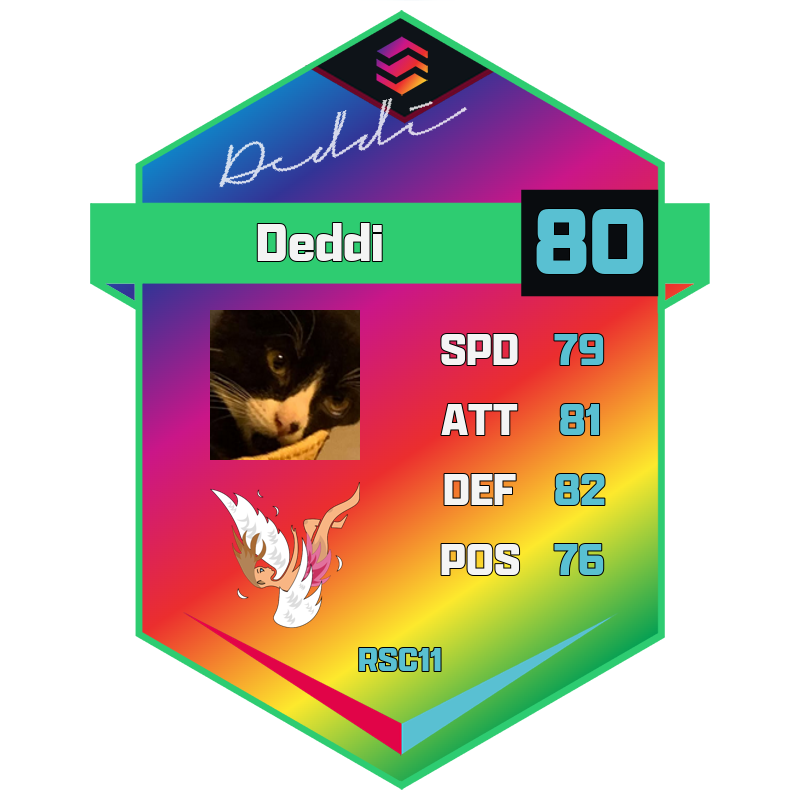 Deddi
Deddi
80
SPD 79
ATT 81
DEF 82
POS 76
RSC11